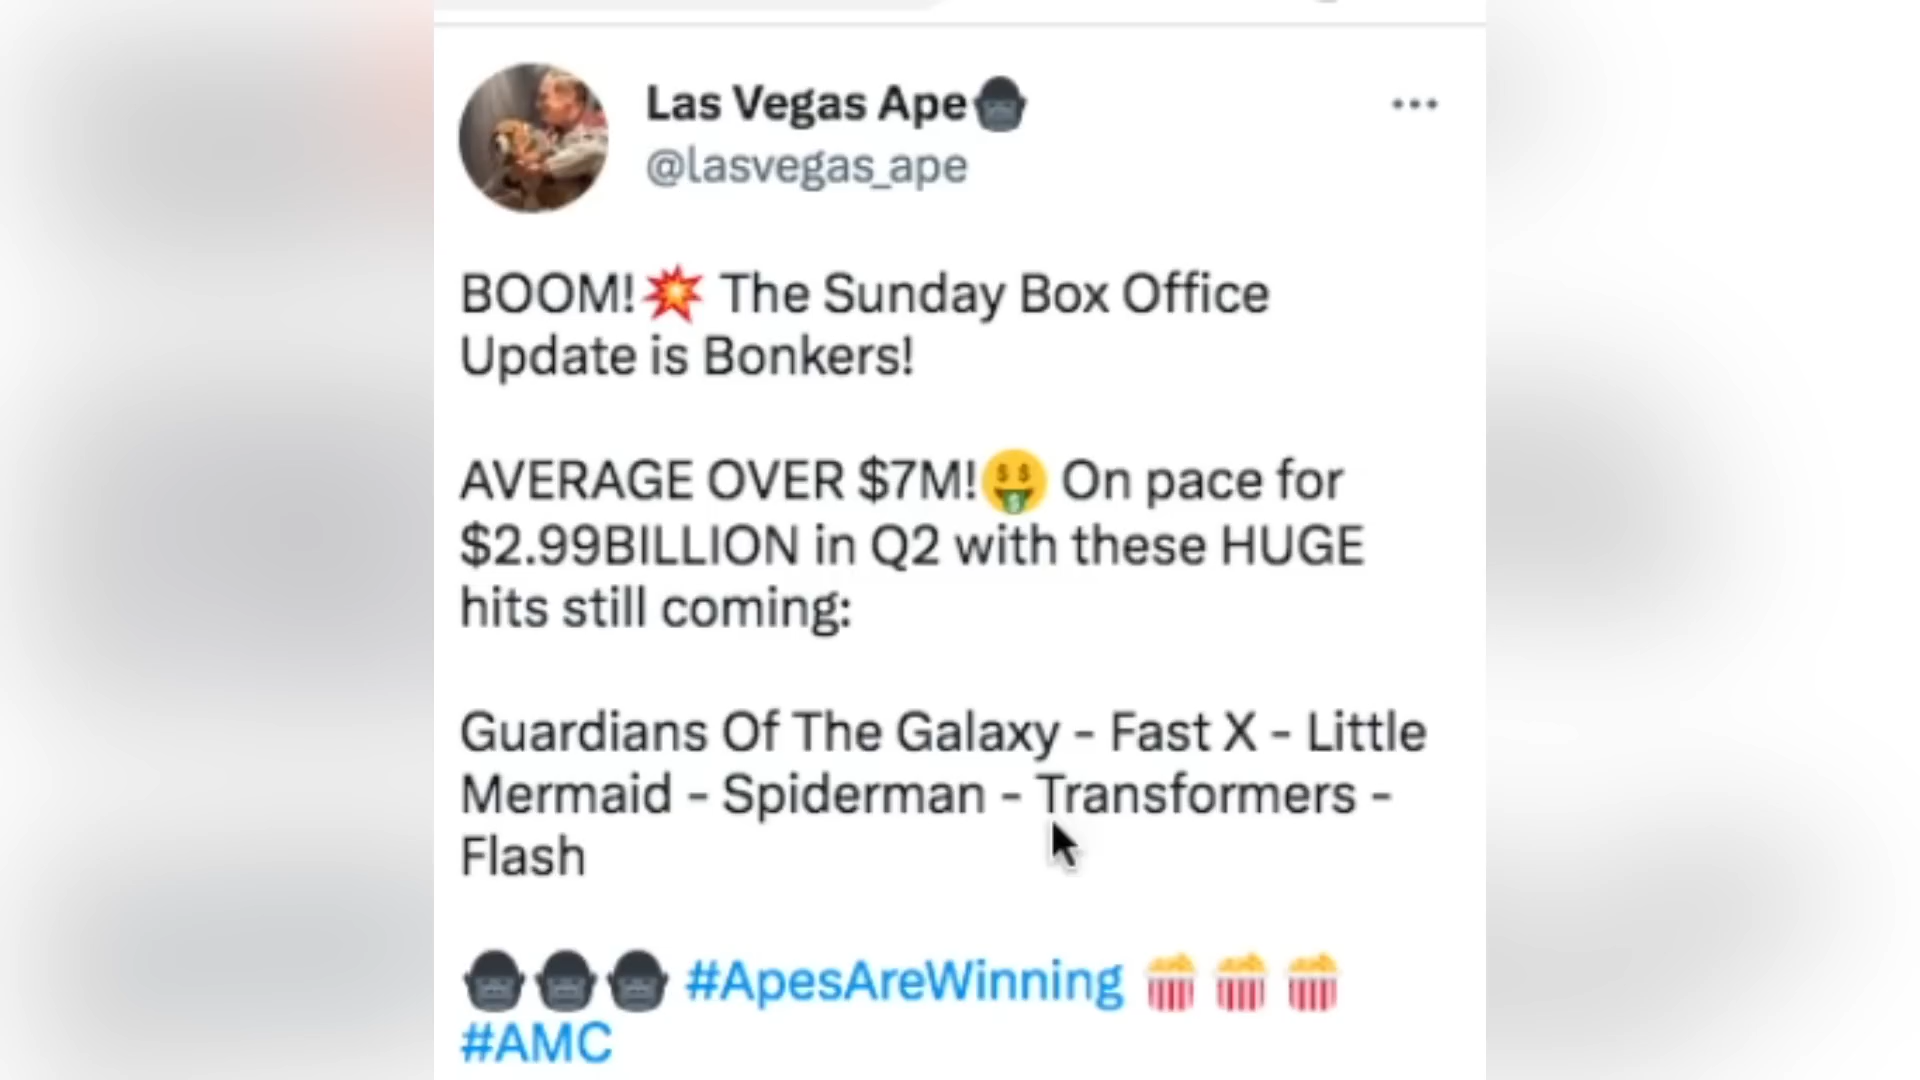 Las Vegas Ape🦍
@lasvegas_ape
BOOM!💥 The Sunday Box Office
Update is Bonkers!
AVERAGE OVER $7M!🤑 On pace for
$2.99BILLION in Q2 with these HUGE
hits still coming:
Guardians Of The Galaxy - Fast X - Little
Mermaid - Spiderman - Transformers -
Flash
🦍🦍🦍 #ApesAreWinning 🍿🍿🍿
#AMC